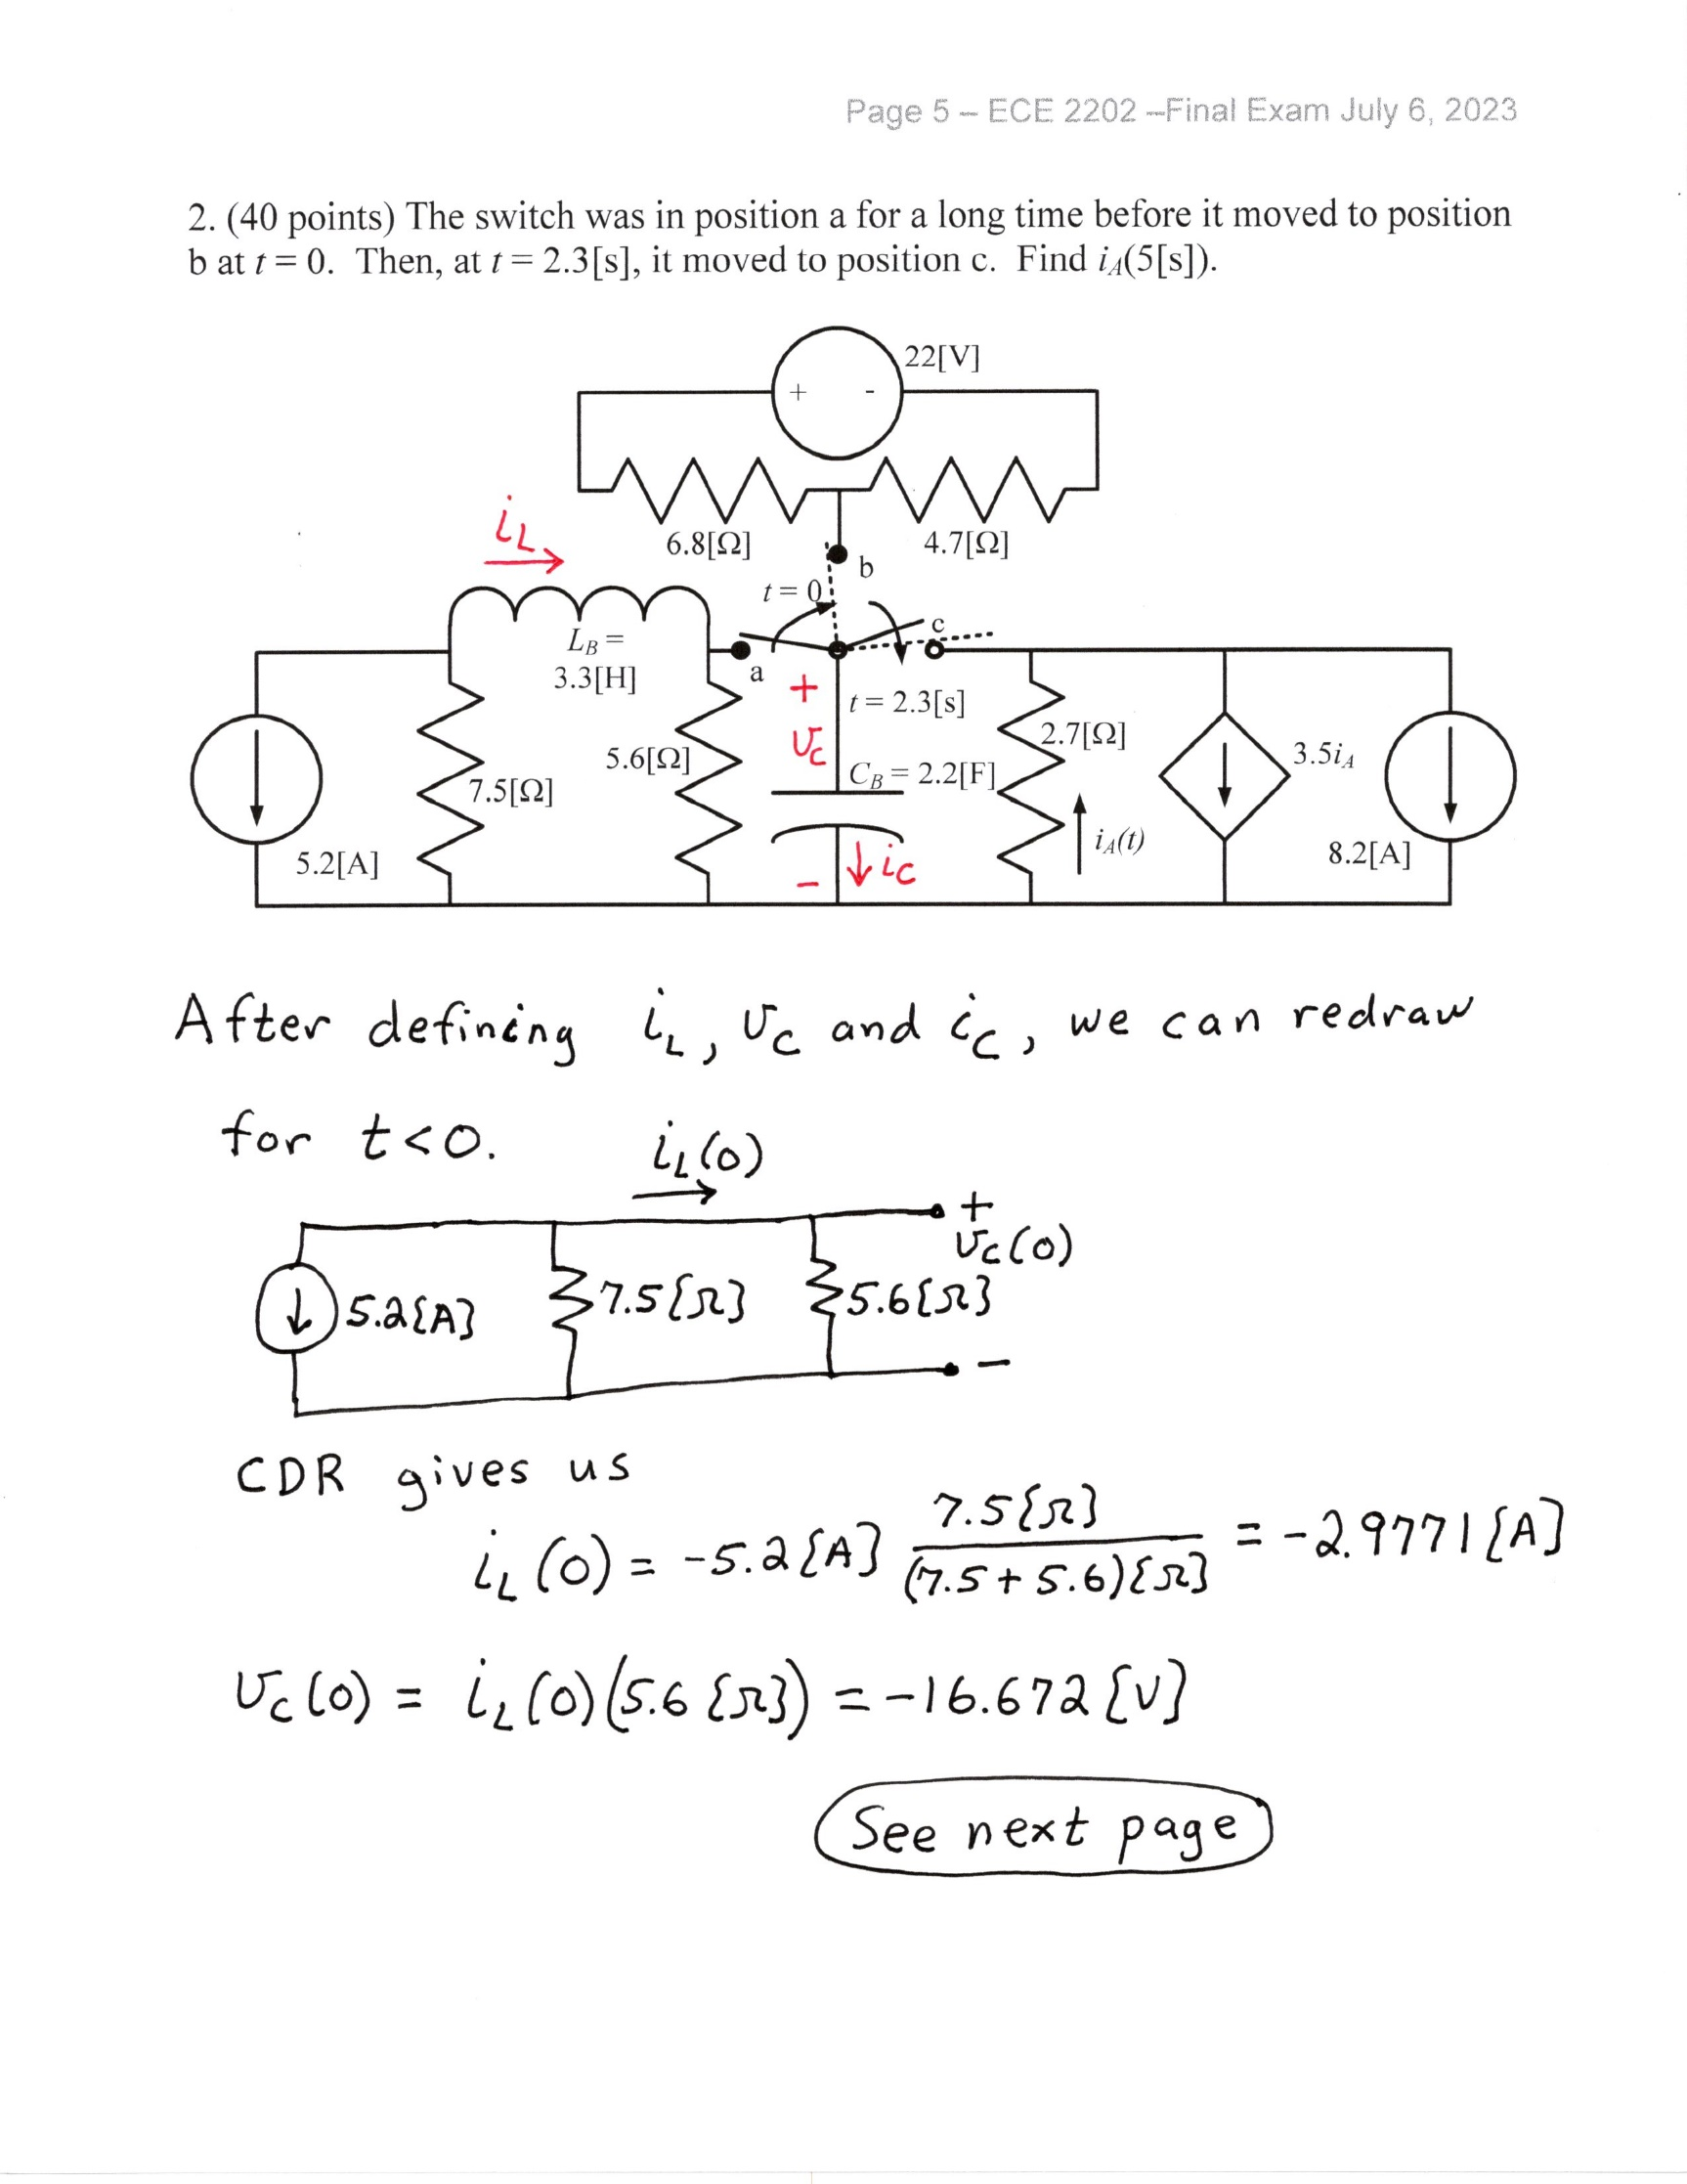 Page 5 -- ECE 2202 --Final Exam July 6, 2023
2. (40 points) The switch was in position a for a long time before it moved to position
b at t = 0. Then, at t = 2.3[s], it moved to position c. Find iA(5[s]).
22[V]
+ -
iL
6.8[Ω]
4.7[Ω]
b
t = 0
c
LB =
3.3[H]
a
+
t = 2.3[s]
2.7[Ω]
vC
5.6[Ω]
3.5iA
CB = 2.2[F]
7.5[Ω]
iA(t)
5.2[A]
-
iC
8.2[A]
After defining iL, vC and iC, we can redraw
for t<0.
iL(0)
+
vC(0)
5.2[A]
7.5[Ω]
5.6[Ω]
-
CDR gives us
iL(0) = -5.2[A] 7.5[Ω] / (7.5+5.6)[Ω] = -2.9771[A]
vC(0) = iL(0)(5.6[Ω]) = -16.672[V]
See next page